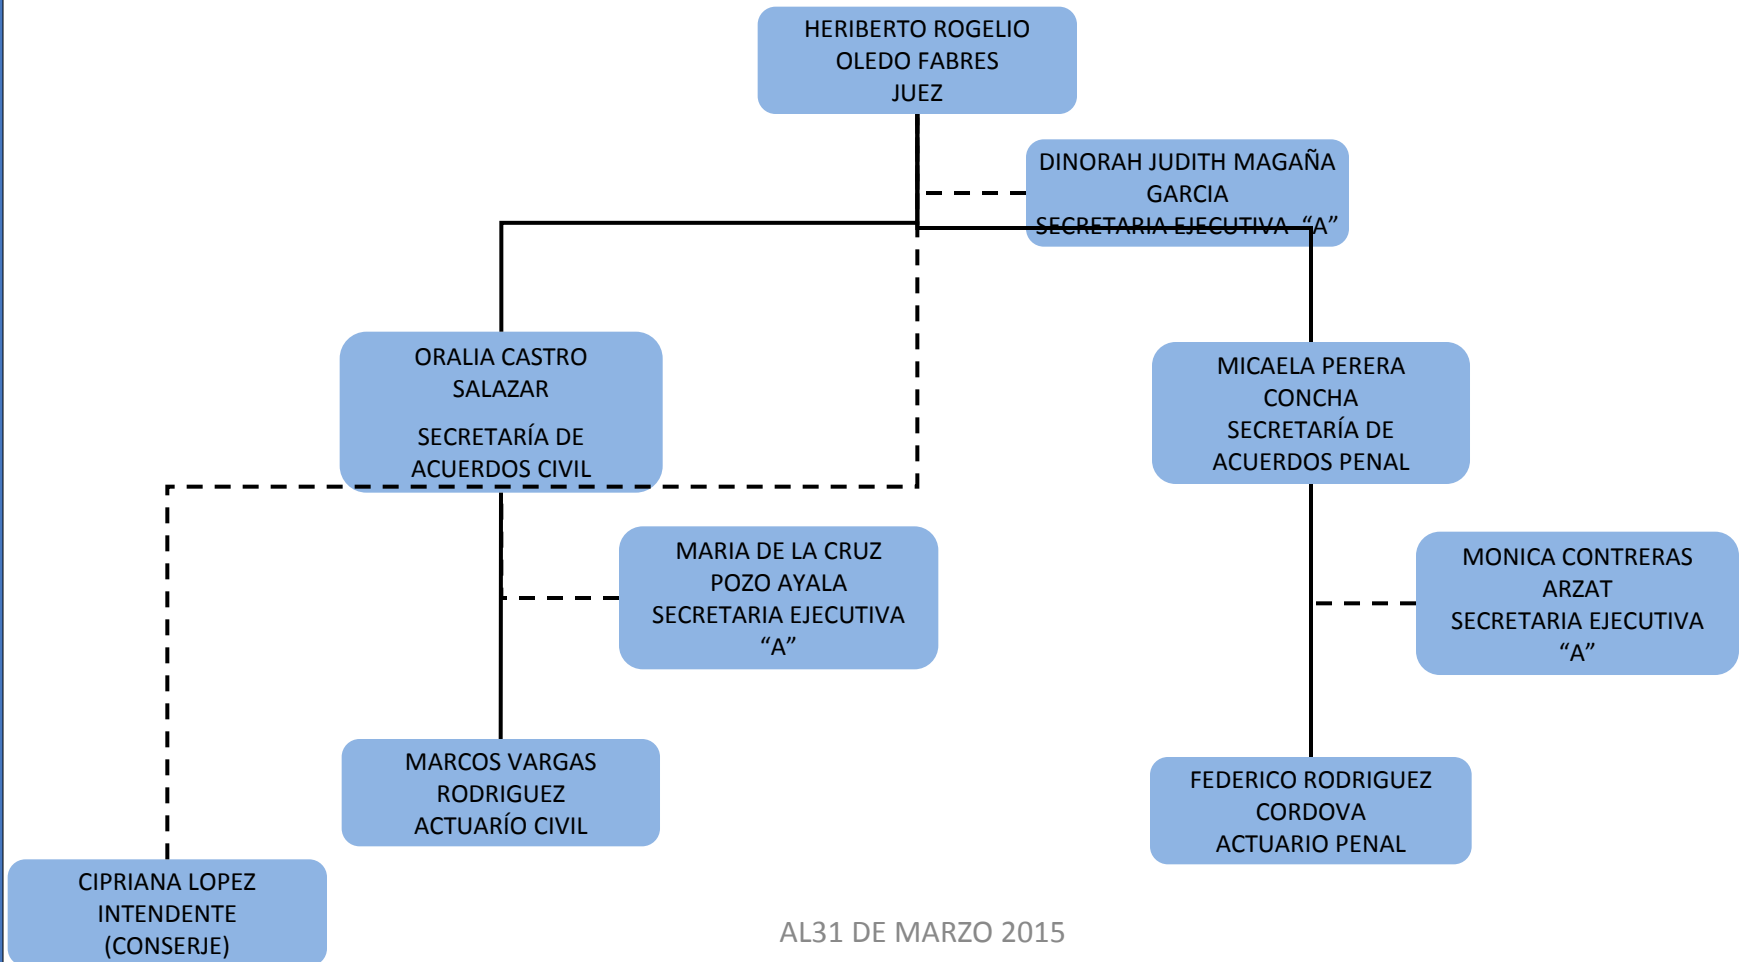 HERIBERTO ROGELIO
OLEDO FABRES
JUEZ
DINORAH JUDITH MAGAÑA
GARCIA
SECRETARIA EJECUTIVA “A”
ORALIA CASTRO
SALAZAR
SECRETARÍA DE
ACUERDOS CIVIL
MICAELA PERERA
CONCHA
SECRETARÍA DE
ACUERDOS PENAL
MARIA DE LA CRUZ
POZO AYALA
SECRETARIA EJECUTIVA
“A”
MONICA CONTRERAS
ARZAT
SECRETARIA EJECUTIVA
“A”
MARCOS VARGAS
RODRIGUEZ
ACTUARÍO CIVIL
FEDERICO RODRIGUEZ
CORDOVA
ACTUARIO PENAL
CIPRIANA LOPEZ
INTENDENTE
(CONSERJE)
AL31 DE MARZO 2015